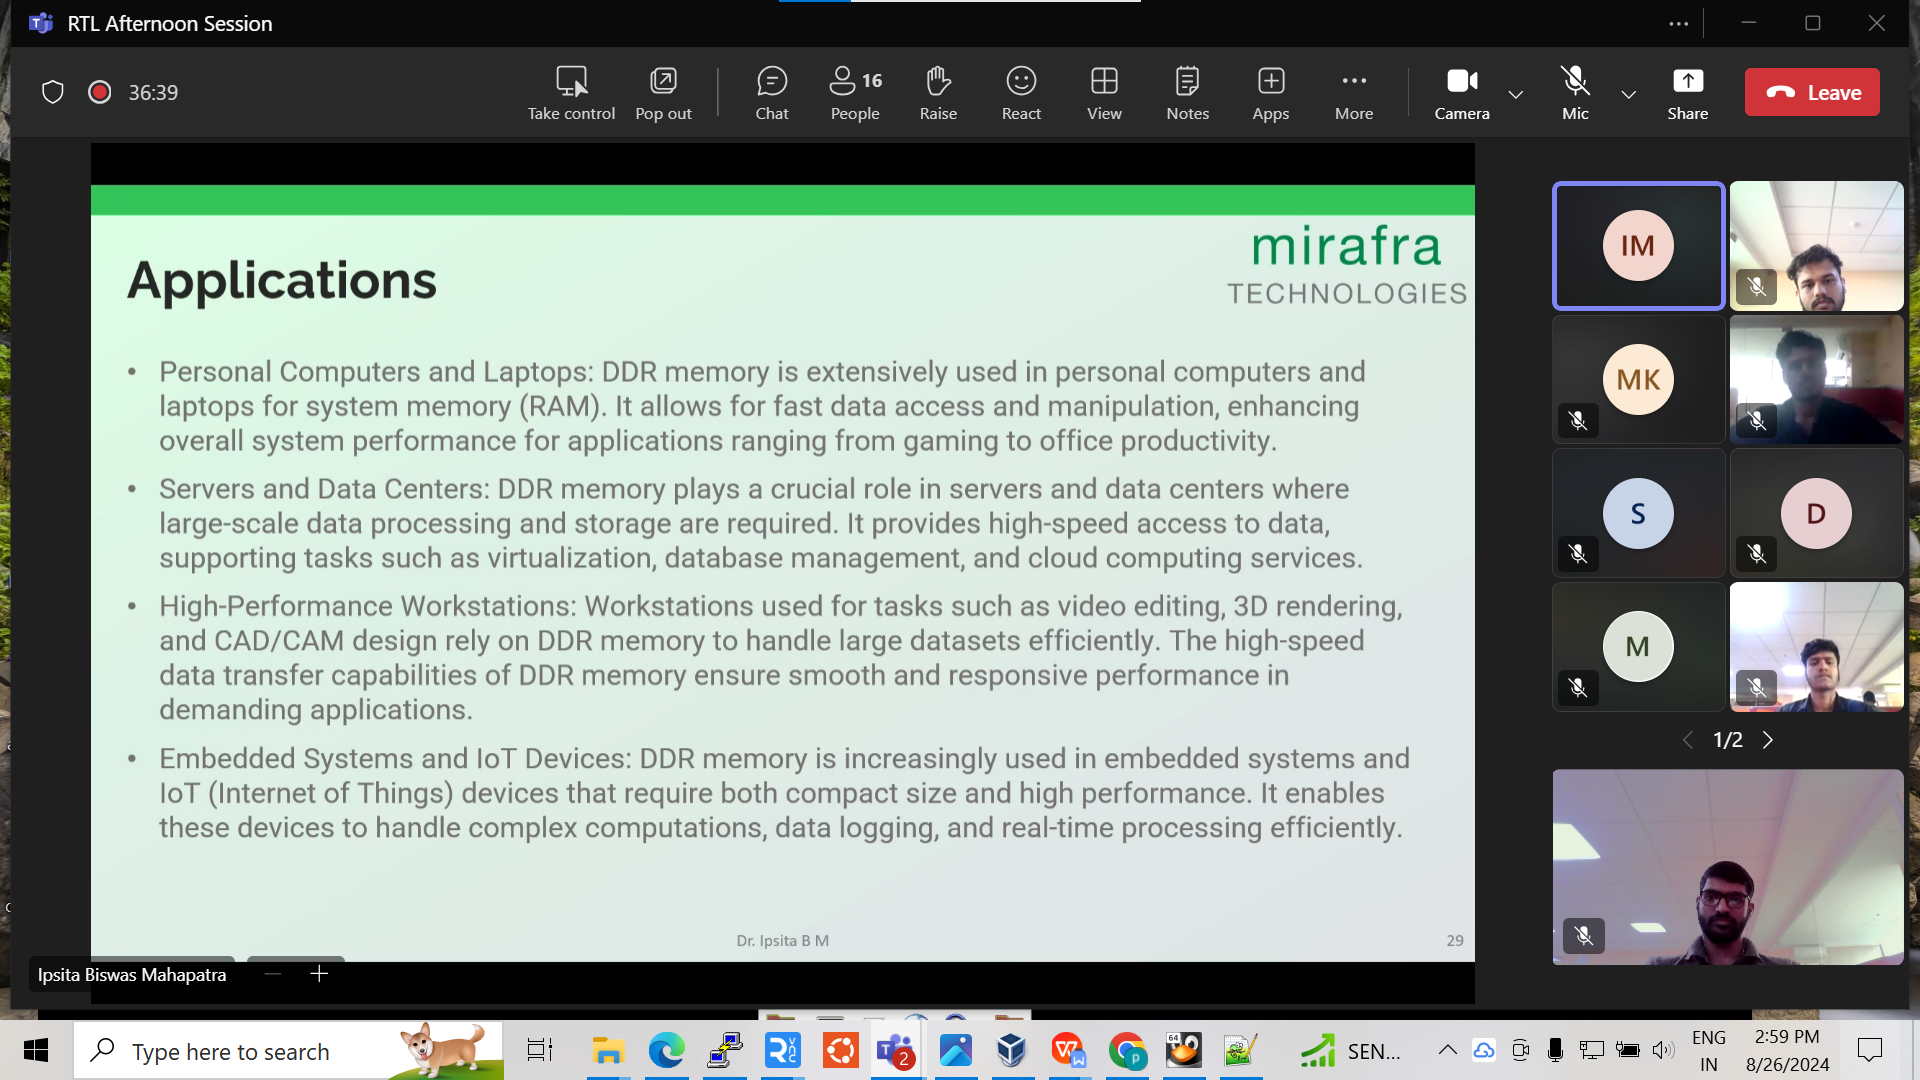 RTL Afternoon Session
36:39
Take control
Pop out
Chat
16
People
Raise
React
View
Notes
Apps
More
Camera
Mic
Share
Leave
mirafra
TECHNOLOGIES
Applications
• Personal Computers and Laptops: DDR memory is extensively used in personal computers and
laptops for system memory (RAM). It allows for fast data access and manipulation, enhancing
overall system performance for applications ranging from gaming to office productivity.
• Servers and Data Centers: DDR memory plays a crucial role in servers and data centers where
large-scale data processing and storage are required. It provides high-speed access to data,
supporting tasks such as virtualization, database management, and cloud computing services.
• High-Performance Workstations: Workstations used for tasks such as video editing, 3D rendering,
and CAD/CAM design rely on DDR memory to handle large datasets efficiently. The high-speed
data transfer capabilities of DDR memory ensure smooth and responsive performance in
demanding applications.
• Embedded Systems and IoT Devices: DDR memory is increasingly used in embedded systems and
IoT (Internet of Things) devices that require both compact size and high performance. It enables
these devices to handle complex computations, data logging, and real-time processing efficiently.
Dr. Ipsita B M
29
Ipsita Biswas Mahapatra
IM
MK
S
D
M
1/2
Type here to search
2
64
p
SEN...
ENG
IN
2:59 PM
8/26/2024